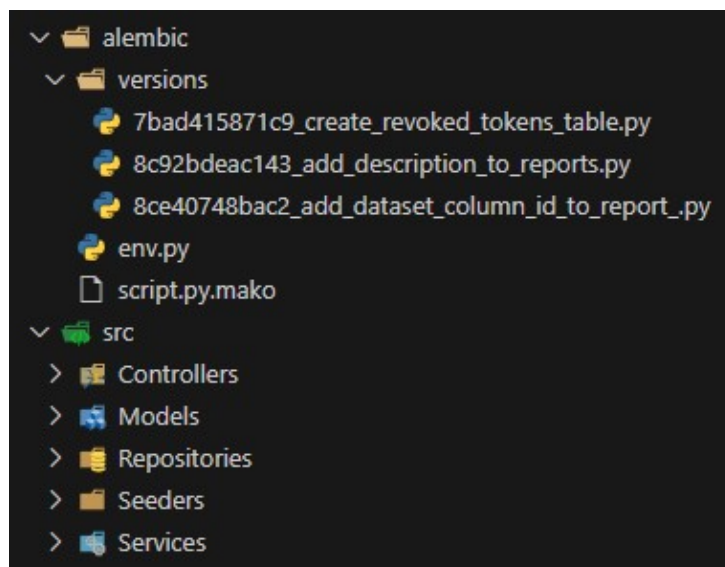 alembic
versions
7bad415871c9_create_revoked_tokens_table.py
8c92bdeac143_add_description_to_reports.py
8ce40748bac2_add_dataset_column_id_to_report_.py
env.py
script.py.mako
src
Controllers
Models
Repositories
Seeders
Services